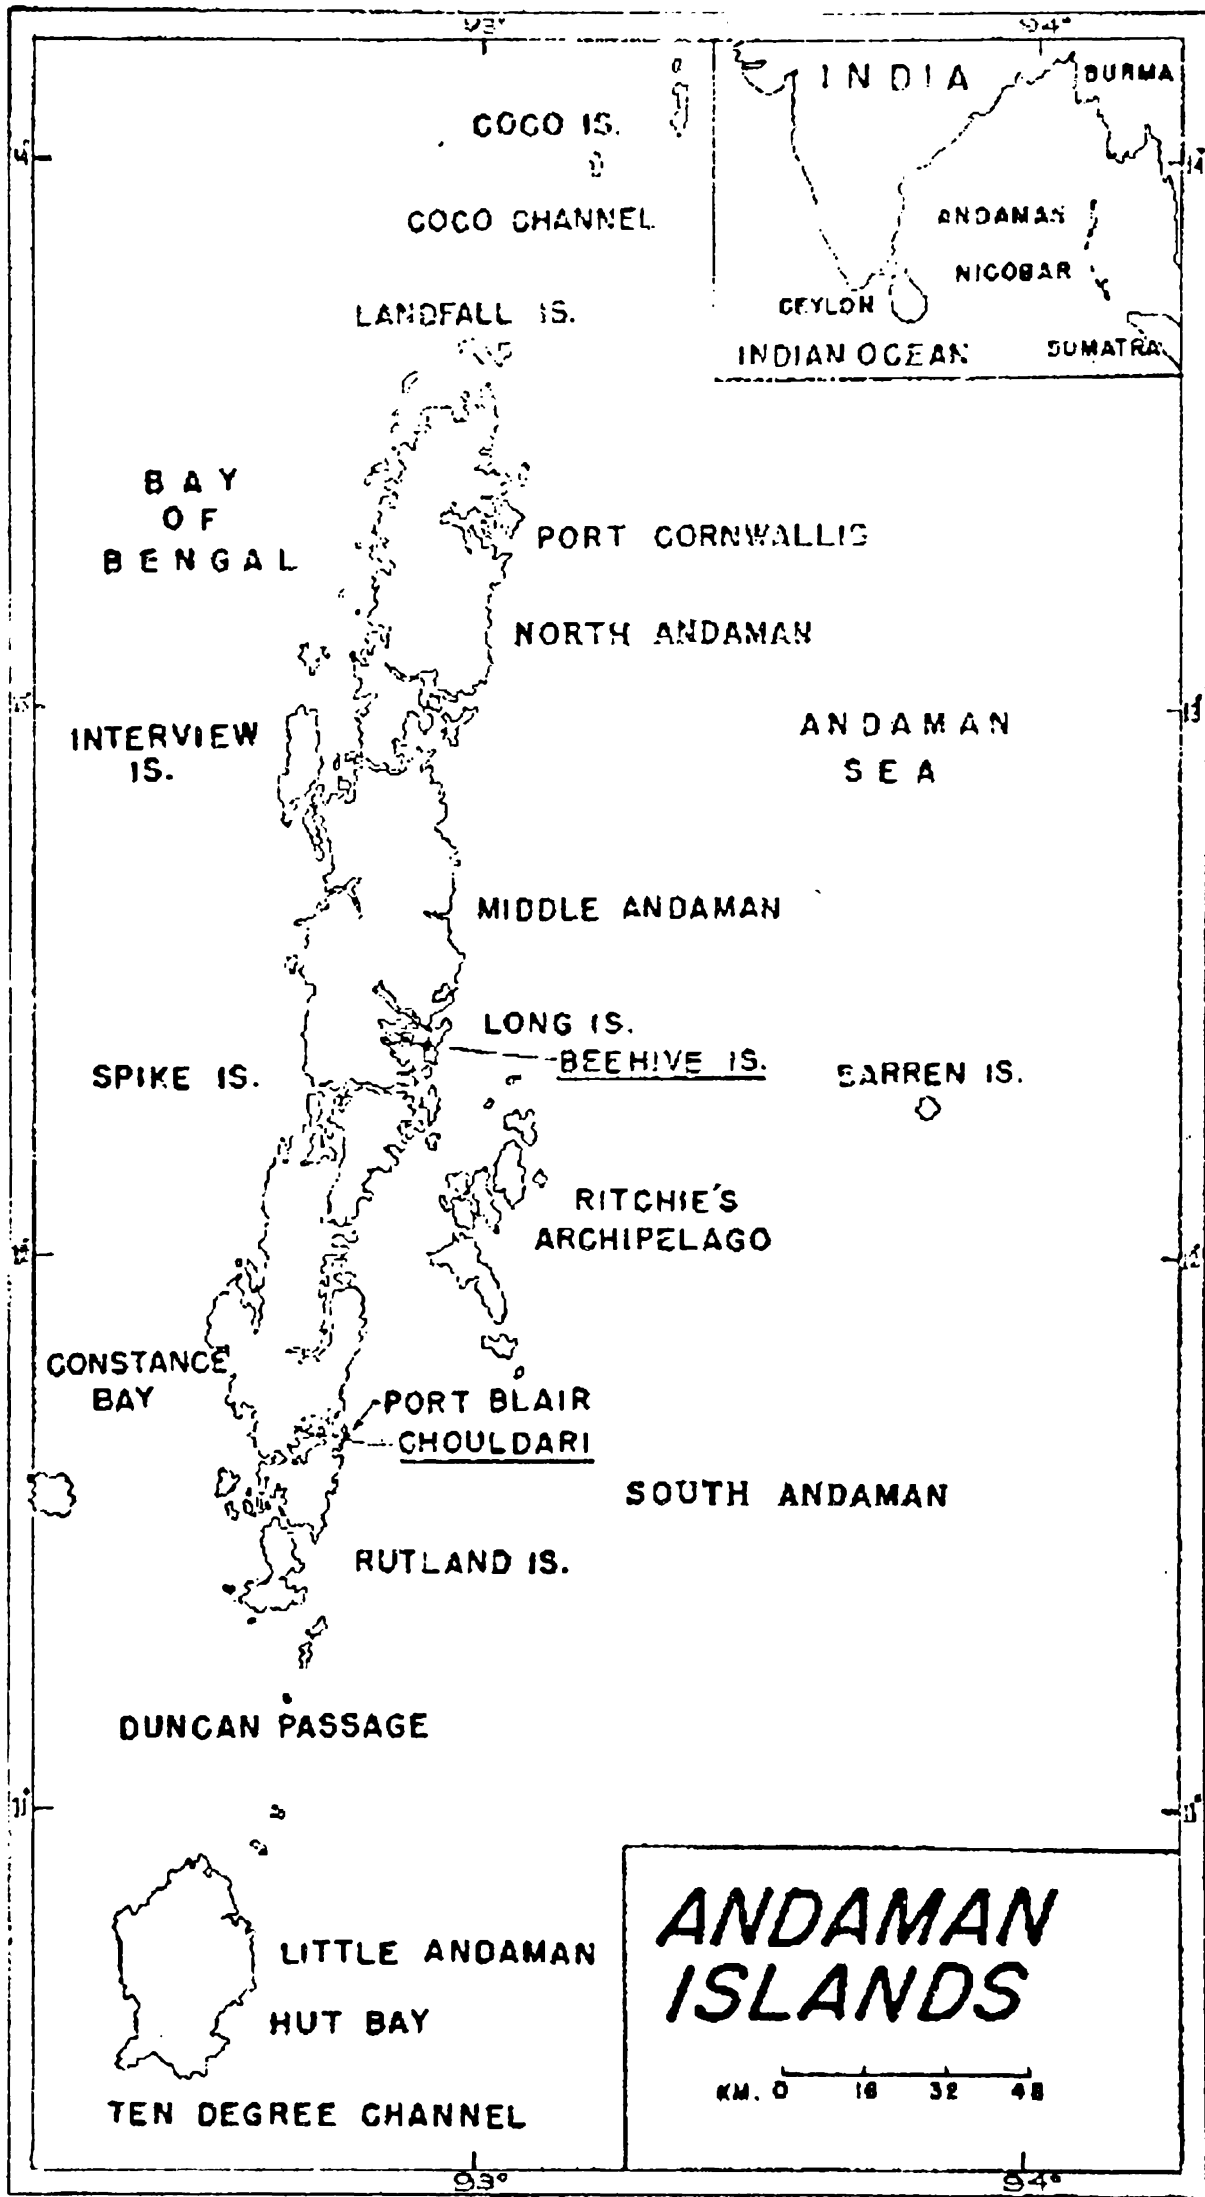 93°
94°
INDIA
BURMA
COCO IS.
14°
COCO CHANNEL
ANDAMAN
NICOBAR
LANDFALL IS.
CEYLON
INDIAN OCEAN
SUMATRA
BAY
OF
BENGAL
PORT CORNWALLIS
NORTH ANDAMAN
13°
INTERVIEW
IS.
ANDAMAN
SEA
MIDDLE ANDAMAN
LONG IS.
BEEHIVE IS.
SPIKE IS.
BARREN IS.
RITCHIE'S
ARCHIPELAGO
12°
CONSTANCE
BAY
PORT BLAIR
CHOULDARI
SOUTH ANDAMAN
RUTLAND IS.
DUNCAN PASSAGE
11°
11°
LITTLE ANDAMAN
HUT BAY
TEN DEGREE CHANNEL
ANDAMAN
ISLANDS
KM. 0 16 32 48
93°
94°